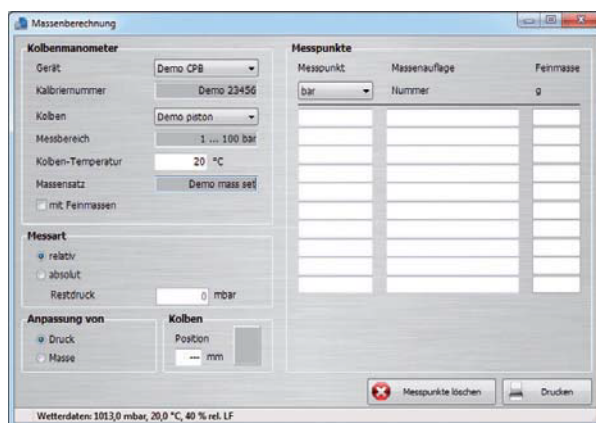 Massenberechnung
Kolbenmanometer
Gerät Demo CPB
Kalibriernummer Demo 23456
Kolben Demo piston
Messbereich 1 ... 100 bar
Kolben-Temperatur 20 °C
Massensatz Demo mass set
mit Feinmassen
Messart
relativ
absolut
Restdruck 0 mbar
Anpassung von
Druck
Masse
Kolben
Position
--- mm
Messpunkte
Messpunkt Massenauflage Feinmasse
bar Nummer g
Messpunkte löschen Drucken
Wetterdaten: 1013,0 mbar, 20,0 °C, 40 % rel. LF